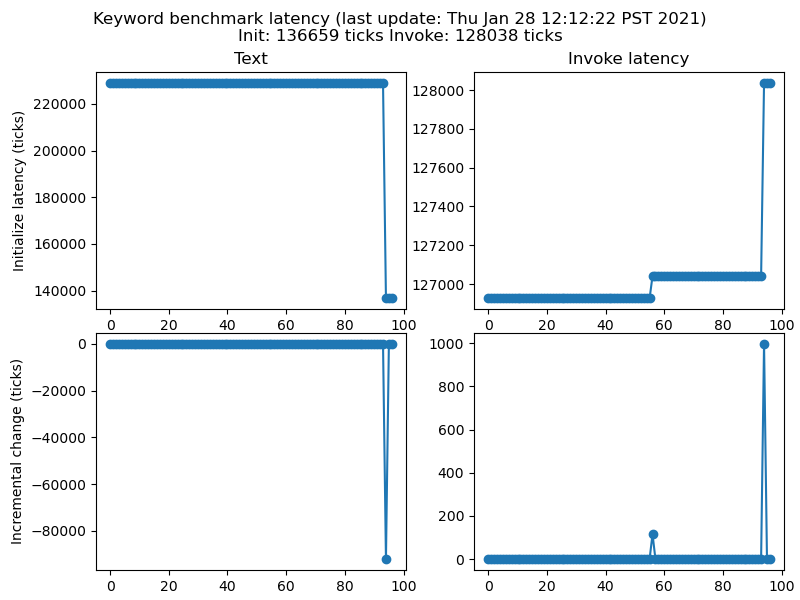 Keyword benchmark latency (last update: Thu Jan 28 12:12:22 PST 2021)
Init: 136659 ticks Invoke: 128038 ticks
Text
Initialize latency (ticks)
220000
200000
180000
160000
140000
0 20 40 60 80 100
Invoke latency
128000
127800
127600
127400
127200
127000
0 20 40 60 80 100
Incremental change (ticks)
0
−20000
−40000
−60000
−80000
0 20 40 60 80 100
1000
800
600
400
200
0
0 20 40 60 80 100